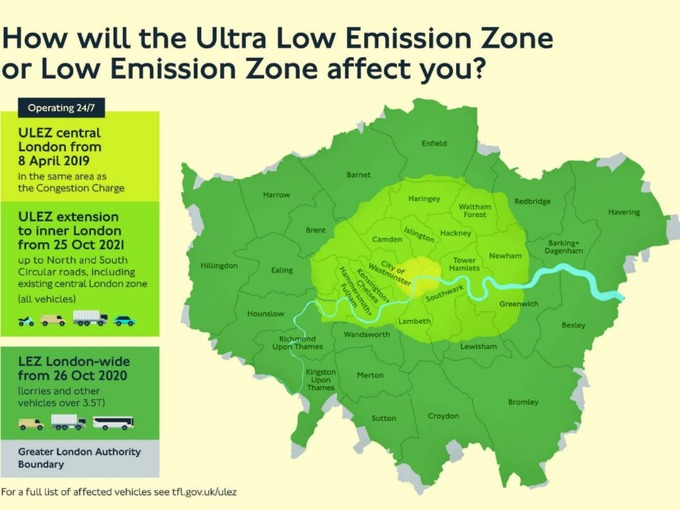 How will the Ultra Low Emission Zone
or Low Emission Zone affect you?
Operating 24/7
ULEZ central
London from
8 April 2019
in the same area as
the Congestion Charge
ULEZ extension
to inner London
from 25 Oct 2021
up to North and South
Circular roads, including
existing central London zone
(all vehicles)
LEZ London-wide
from 26 Oct 2020
(lorries and other
vehicles over 3.5T)
Greater London Authority
Boundary
For a full list of affected vehicles see tfl.gov.uk/ulez
Enfield
Barnet
Harrow
Haringey
Waltham
Forest
Redbridge
Havering
Brent
Camden
Islington
Hackney
Barking+
Dagenham
Hillingdon
Ealing
City of
Westminster
Tower
Hamlets
Newham
Kensington+
Chelsea
Hammersmith+
Fulham
Southwark
Greenwich
Hounslow
Lambeth
Bexley
Richmond
Upon Thames
Wandsworth
Lewisham
Kingston
Upon
Thames
Merton
Bromley
Sutton
Croydon